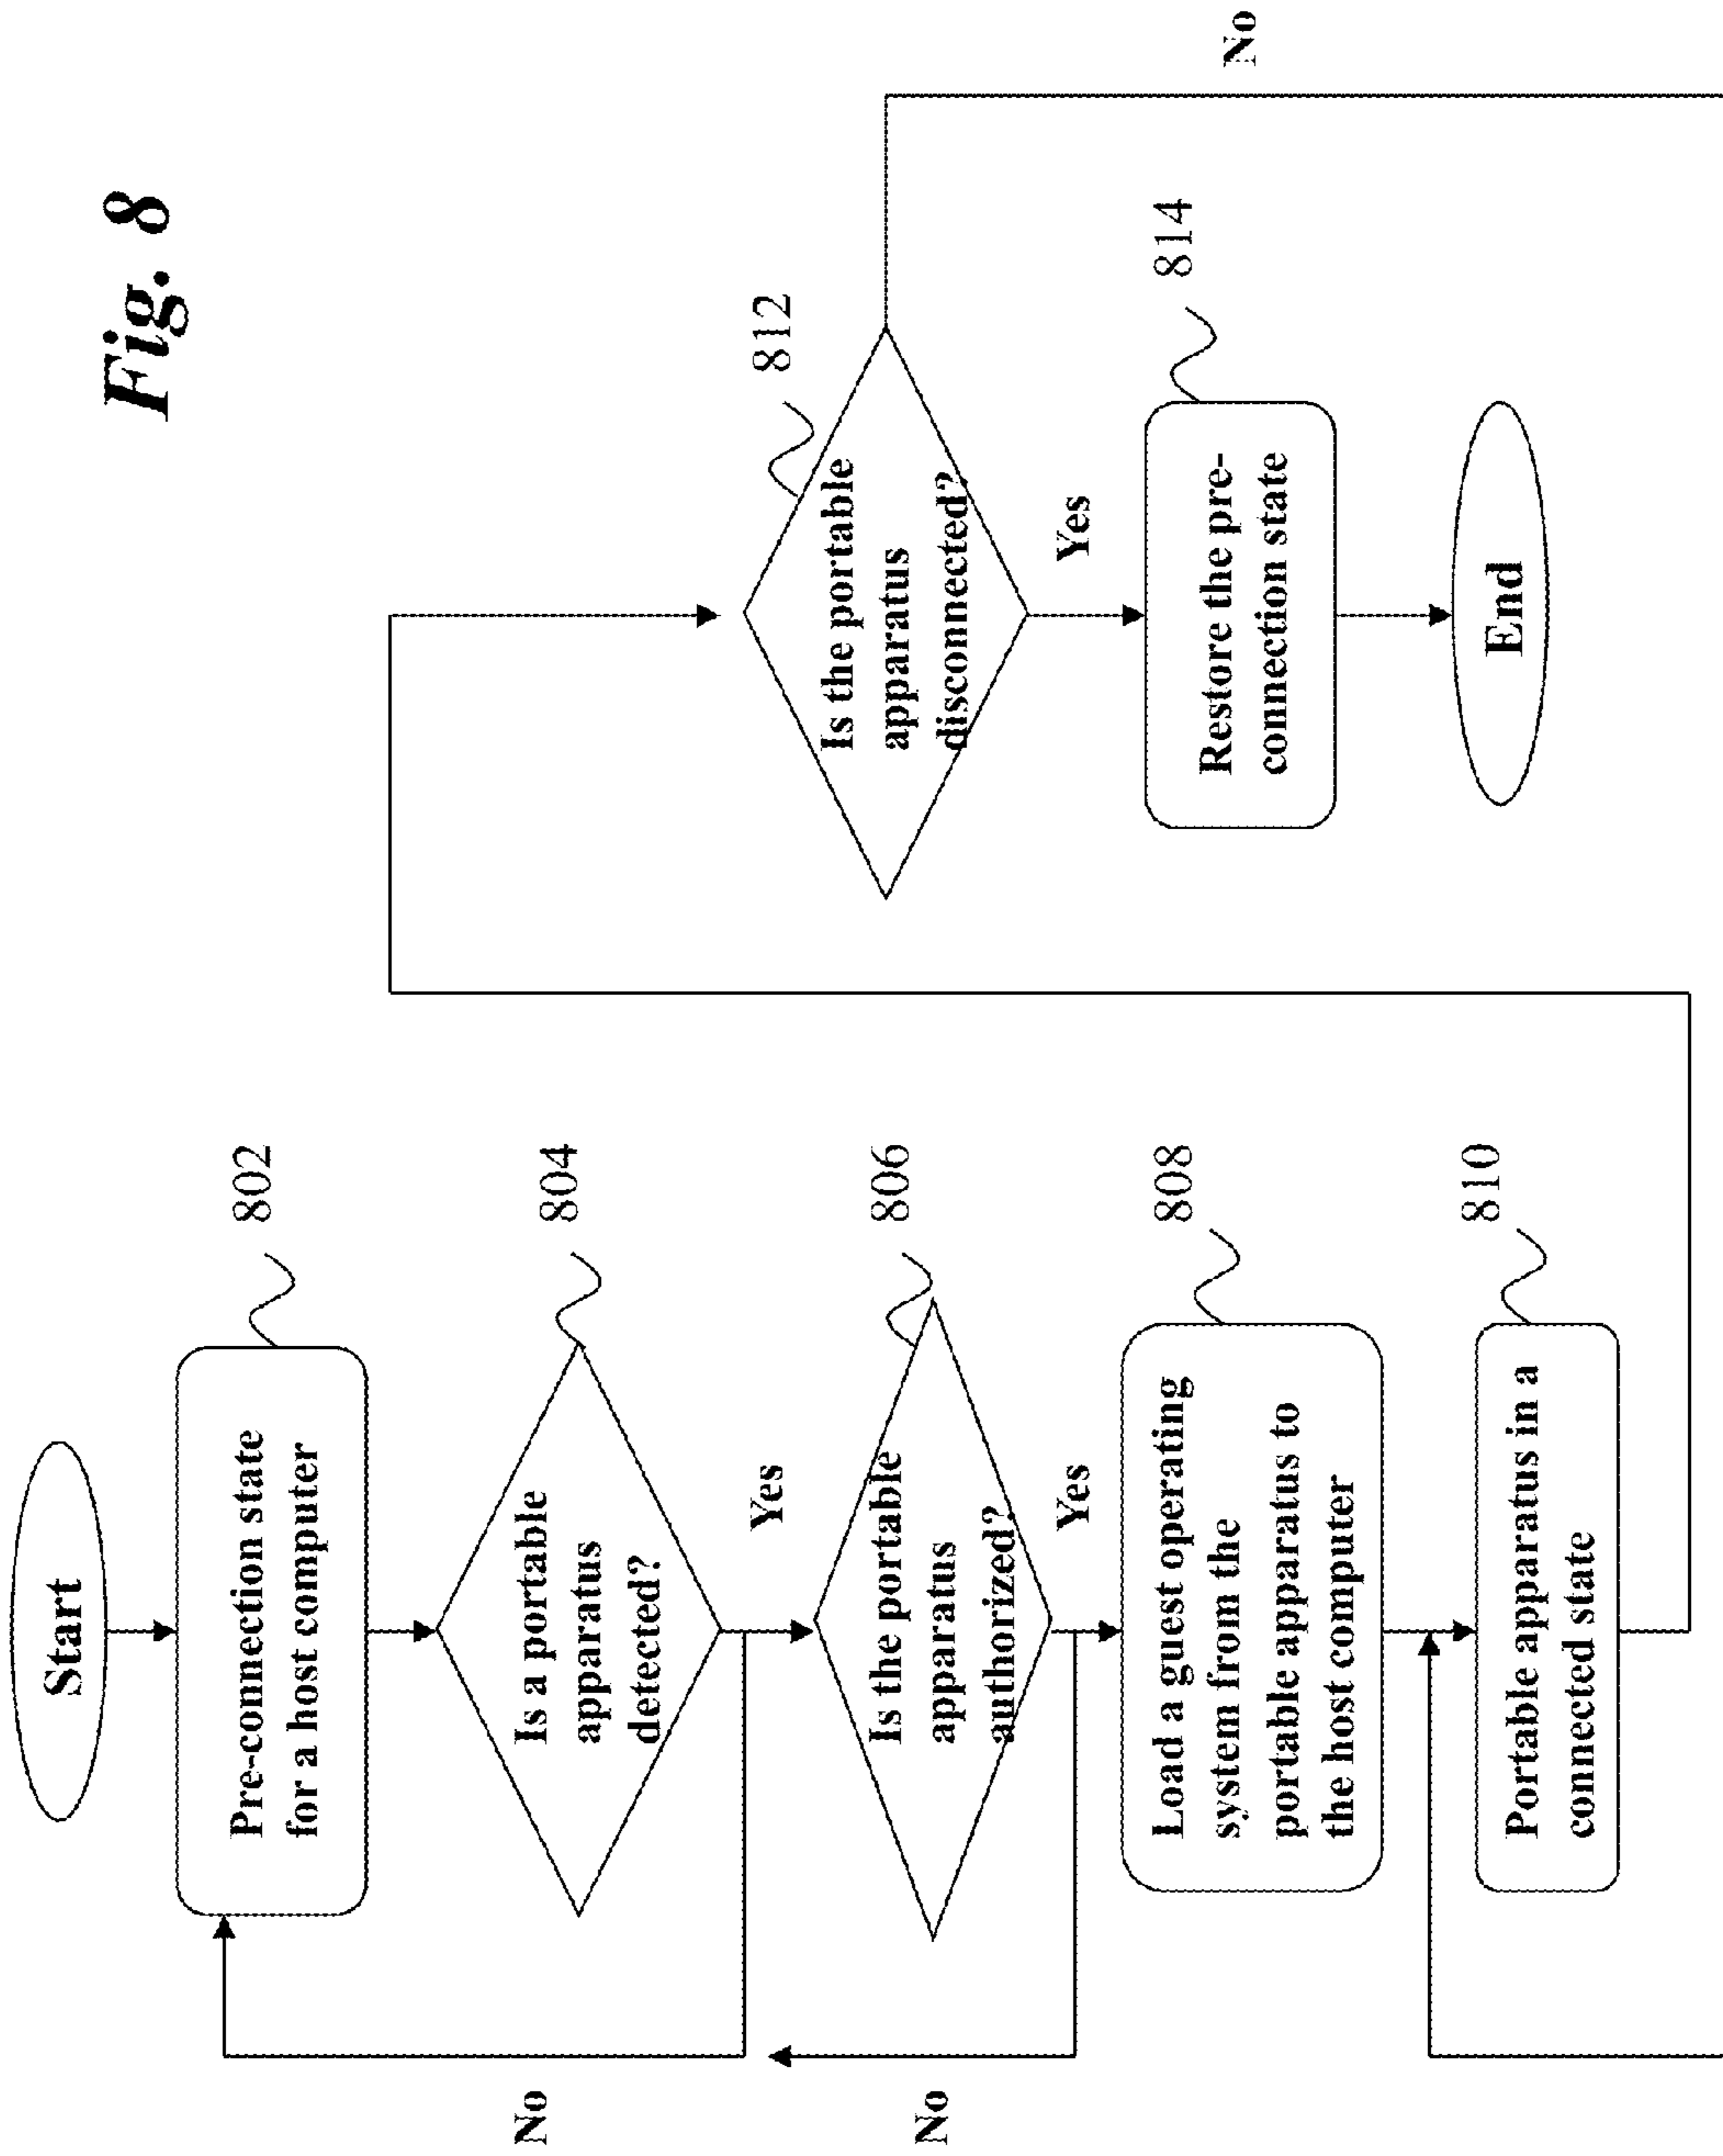 Fig. 8
Start
Pre-connection state
for a host computer
802
Is a portable
apparatus
detected?
804
No
Yes
Is the portable
apparatus
authorized?
806
No
Yes
Load a guest operating
system from the
portable apparatus to
the host computer
808
Portable apparatus in a
connected state
810
Is the portable
apparatus
disconnected?
812
No
Yes
Restore the pre-
connection state
814
End